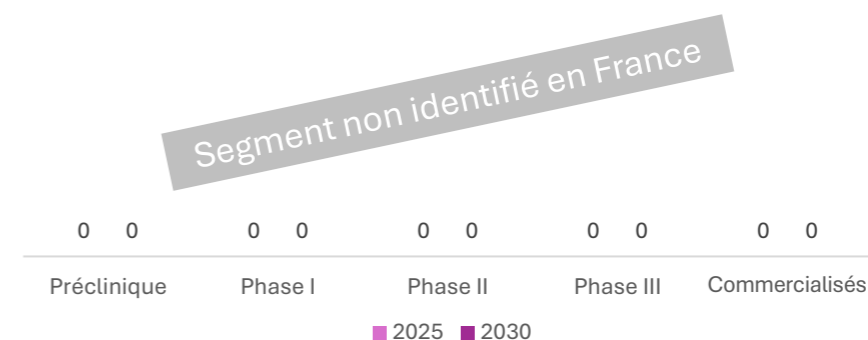 Segment non identifié en France
0 0 0 0 0 0 0 0 0 0
Préclinique Phase I Phase II Phase III Commercialisés
2025 2030